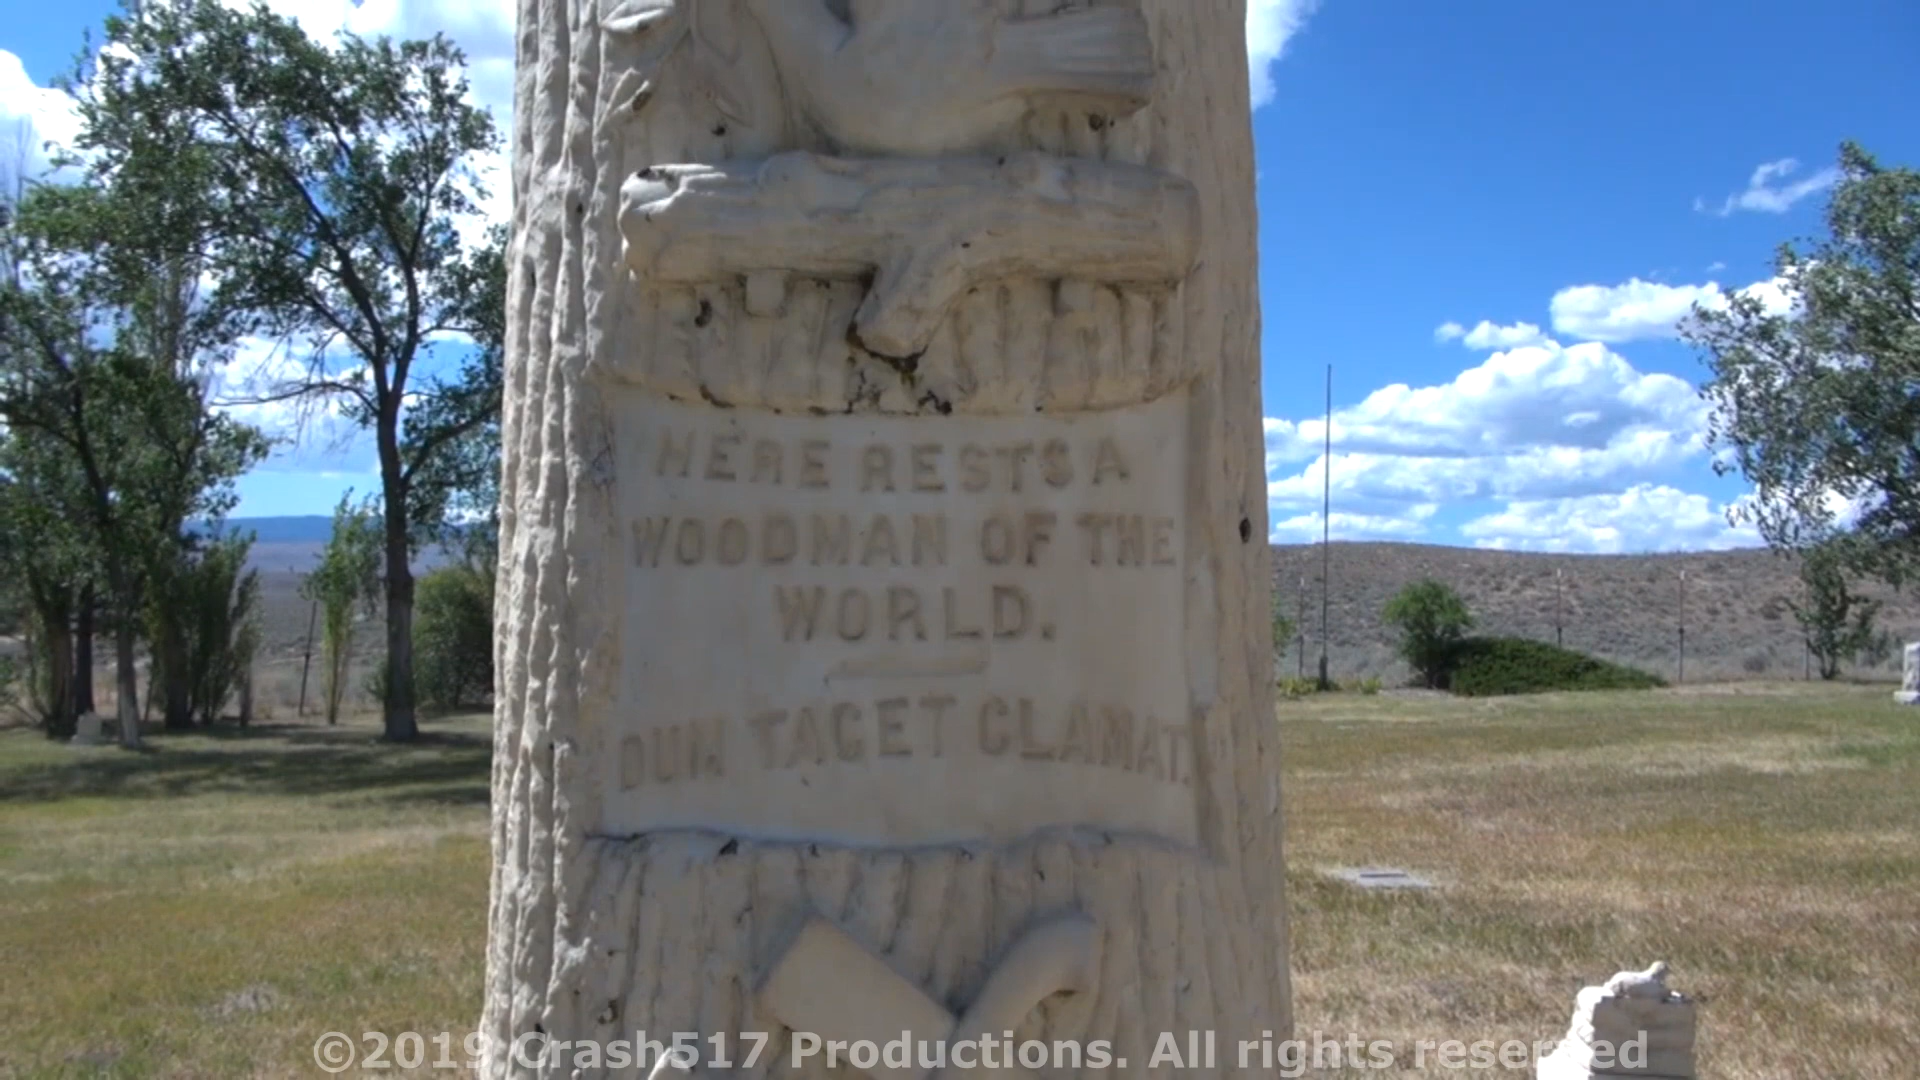 HERE RESTS A
WOODMAN OF THE
WORLD.
DUM TACET CLAMAT.
©2019 Crash517 Productions. All rights reserved